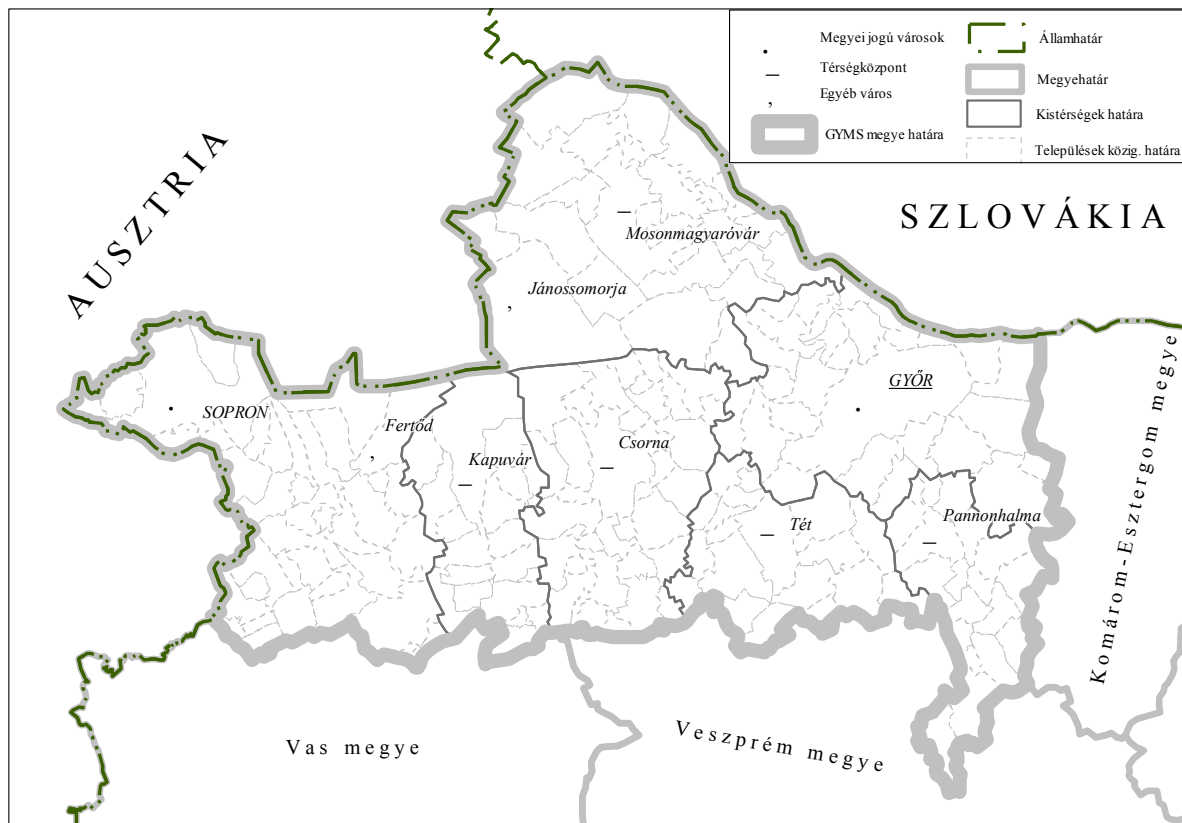 Megyei jogú városok
Térségközpont
Egyéb város
GYMS megye határa
Államhatár
Megyehatár
Kistérségek határa
Települések közig. határa
AUSZTRIA
SZLOVÁKIA
Mosonmagyaróvár
Jánossomorja
GYŐR
SOPRON
Fertőd
Kapuvár
Csorna
Tét
Pannonhalma
Komárom-Esztergom megye
Vas megye
Veszprém megye